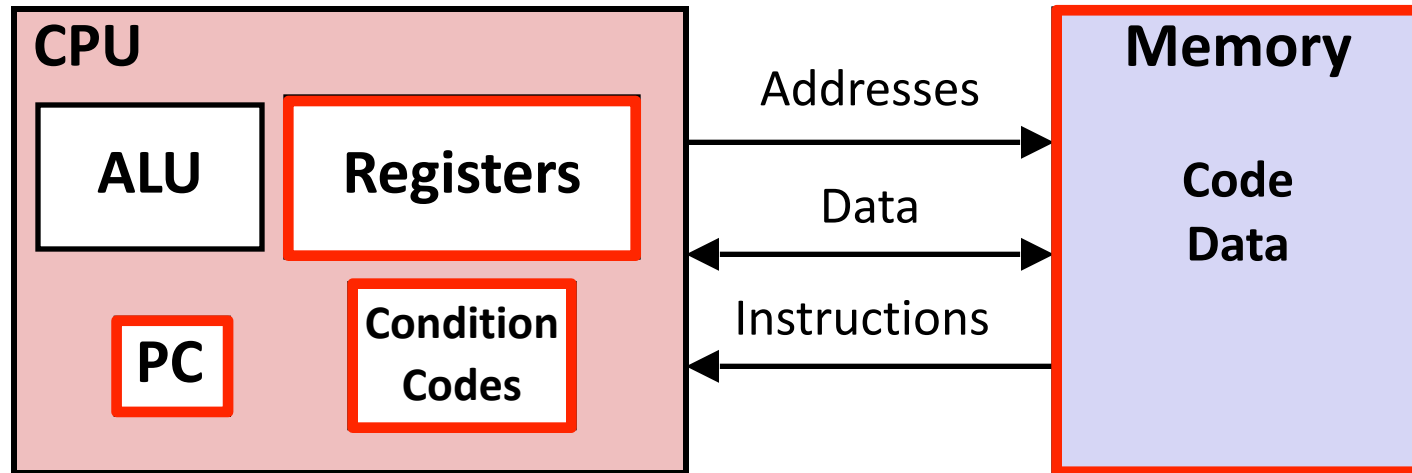 CPU
ALU
Registers
PC
Condition
Codes
Addresses
Data
Instructions
Memory
Code
Data